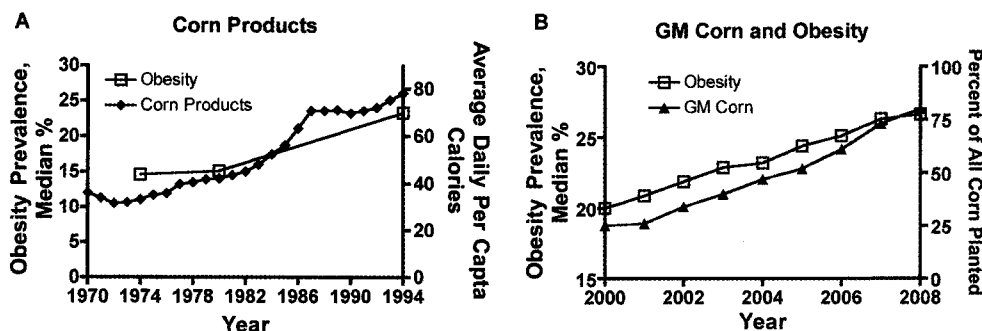 A
Corn Products
Obesity Prevalence,
Median %
30
25
20
15
10
5
0
Obesity
Corn Products
80
60
40
20
0
Average Daily Per Capta
Calories
1970 1974 1978 1982 1986 1990 1994
Year
B
GM Corn and Obesity
Obesity Prevalence,
Median %
30
25
20
15
Obesity
GM Corn
100
75
50
25
0
Percent of All Corn Planted
2000 2002 2004 2006 2008
Year